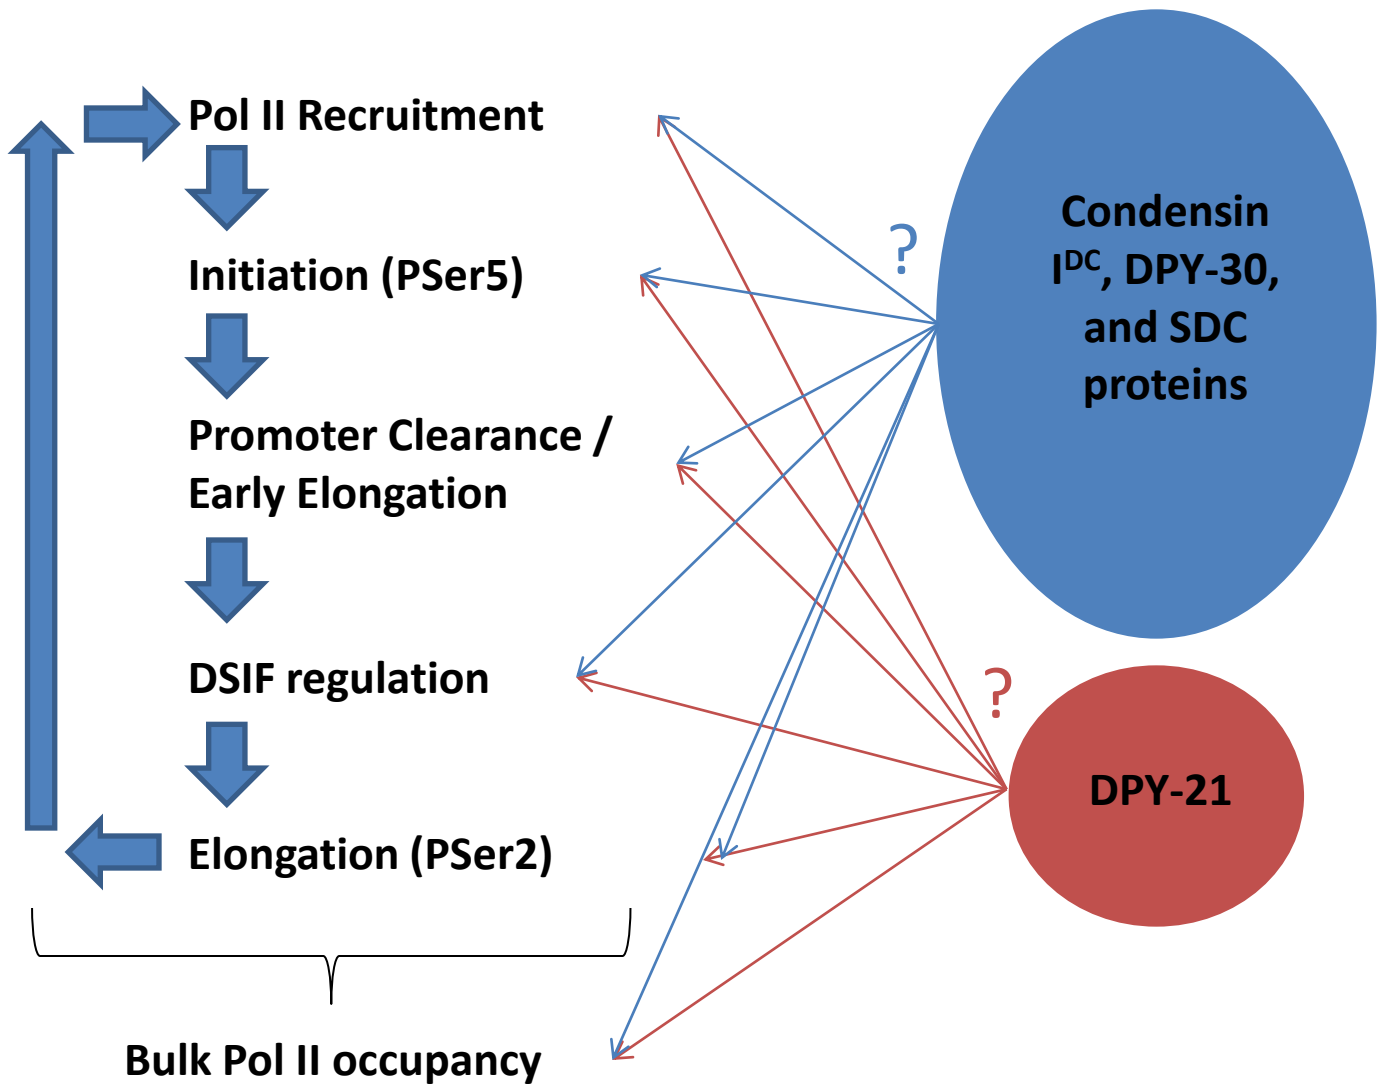 Pol II Recruitment
Initiation (PSer5)
Promoter Clearance /
Early Elongation
DSIF regulation
Elongation (PSer2)
Bulk Pol II occupancy
?
Condensin
I^DC, DPY-30,
and SDC
proteins
?
DPY-21